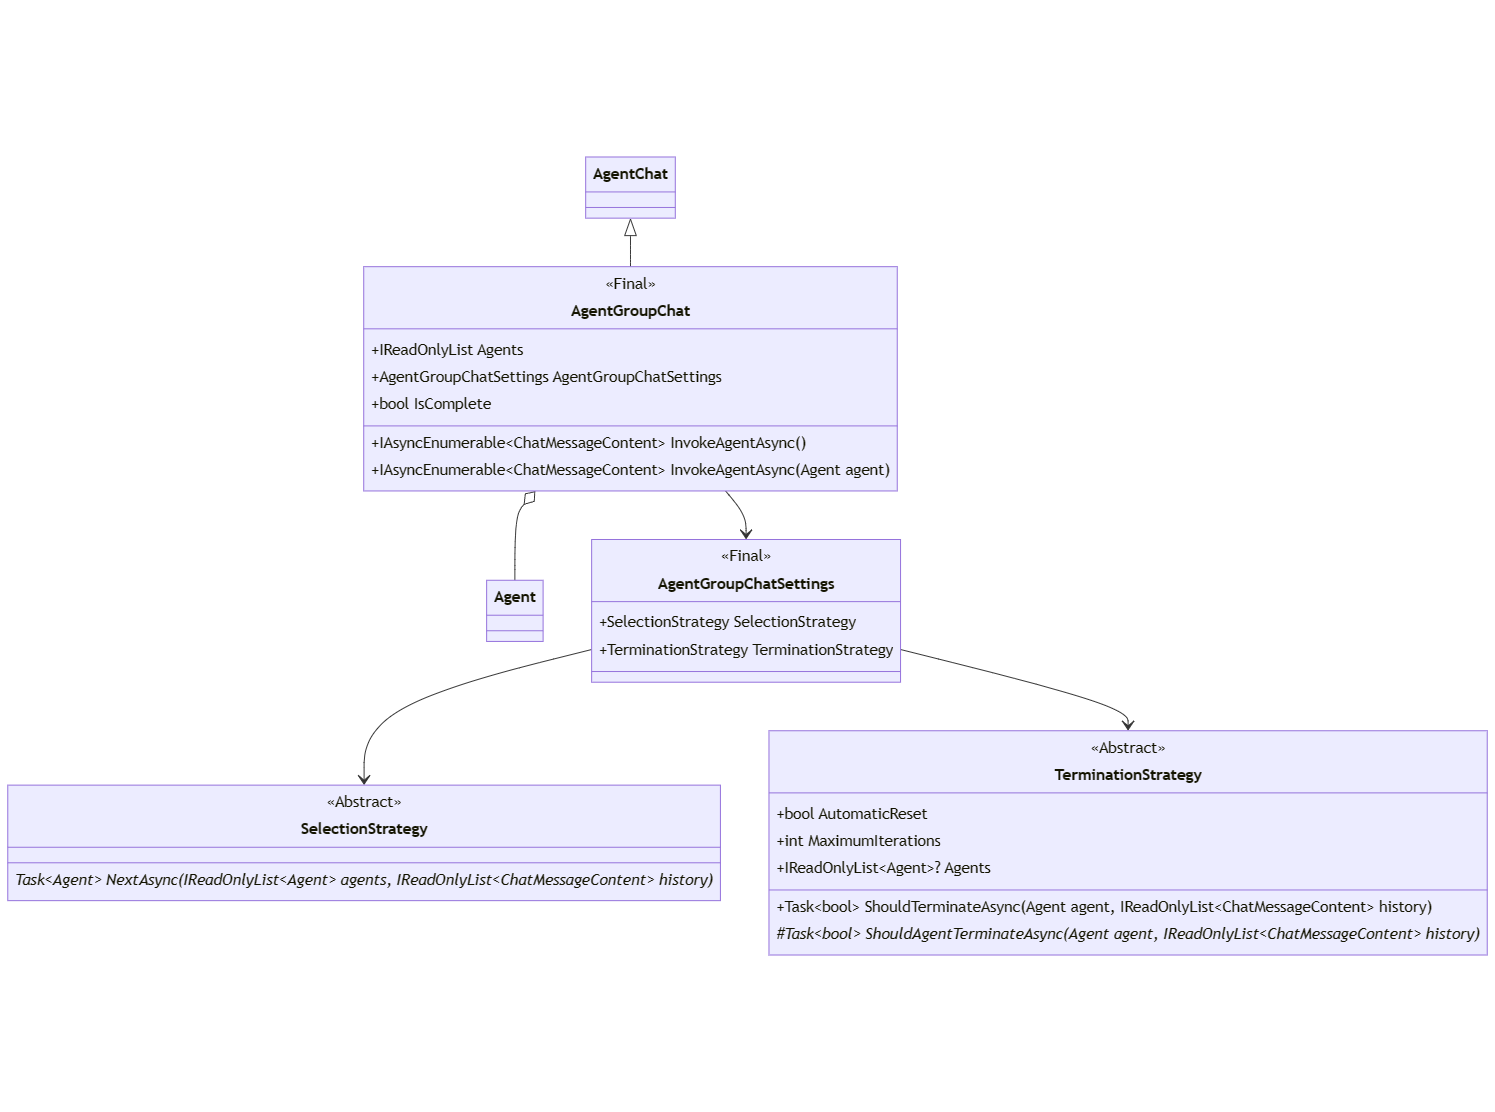 AgentChat
«Final»
AgentGroupChat
+IReadOnlyList Agents
+AgentGroupChatSettings AgentGroupChatSettings
+bool IsComplete
+IAsyncEnumerable<ChatMessageContent> InvokeAgentAsync()
+IAsyncEnumerable<ChatMessageContent> InvokeAgentAsync(Agent agent)
Agent
«Final»
AgentGroupChatSettings
+SelectionStrategy SelectionStrategy
+TerminationStrategy TerminationStrategy
«Abstract»
SelectionStrategy
Task<Agent> NextAsync(IReadOnlyList<Agent> agents, IReadOnlyList<ChatMessageContent> history)
«Abstract»
TerminationStrategy
+bool AutomaticReset
+int MaximumIterations
+IReadOnlyList<Agent>? Agents
+Task<bool> ShouldTerminateAsync(Agent agent, IReadOnlyList<ChatMessageContent> history)
#Task<bool> ShouldAgentTerminateAsync(Agent agent, IReadOnlyList<ChatMessageContent> history)